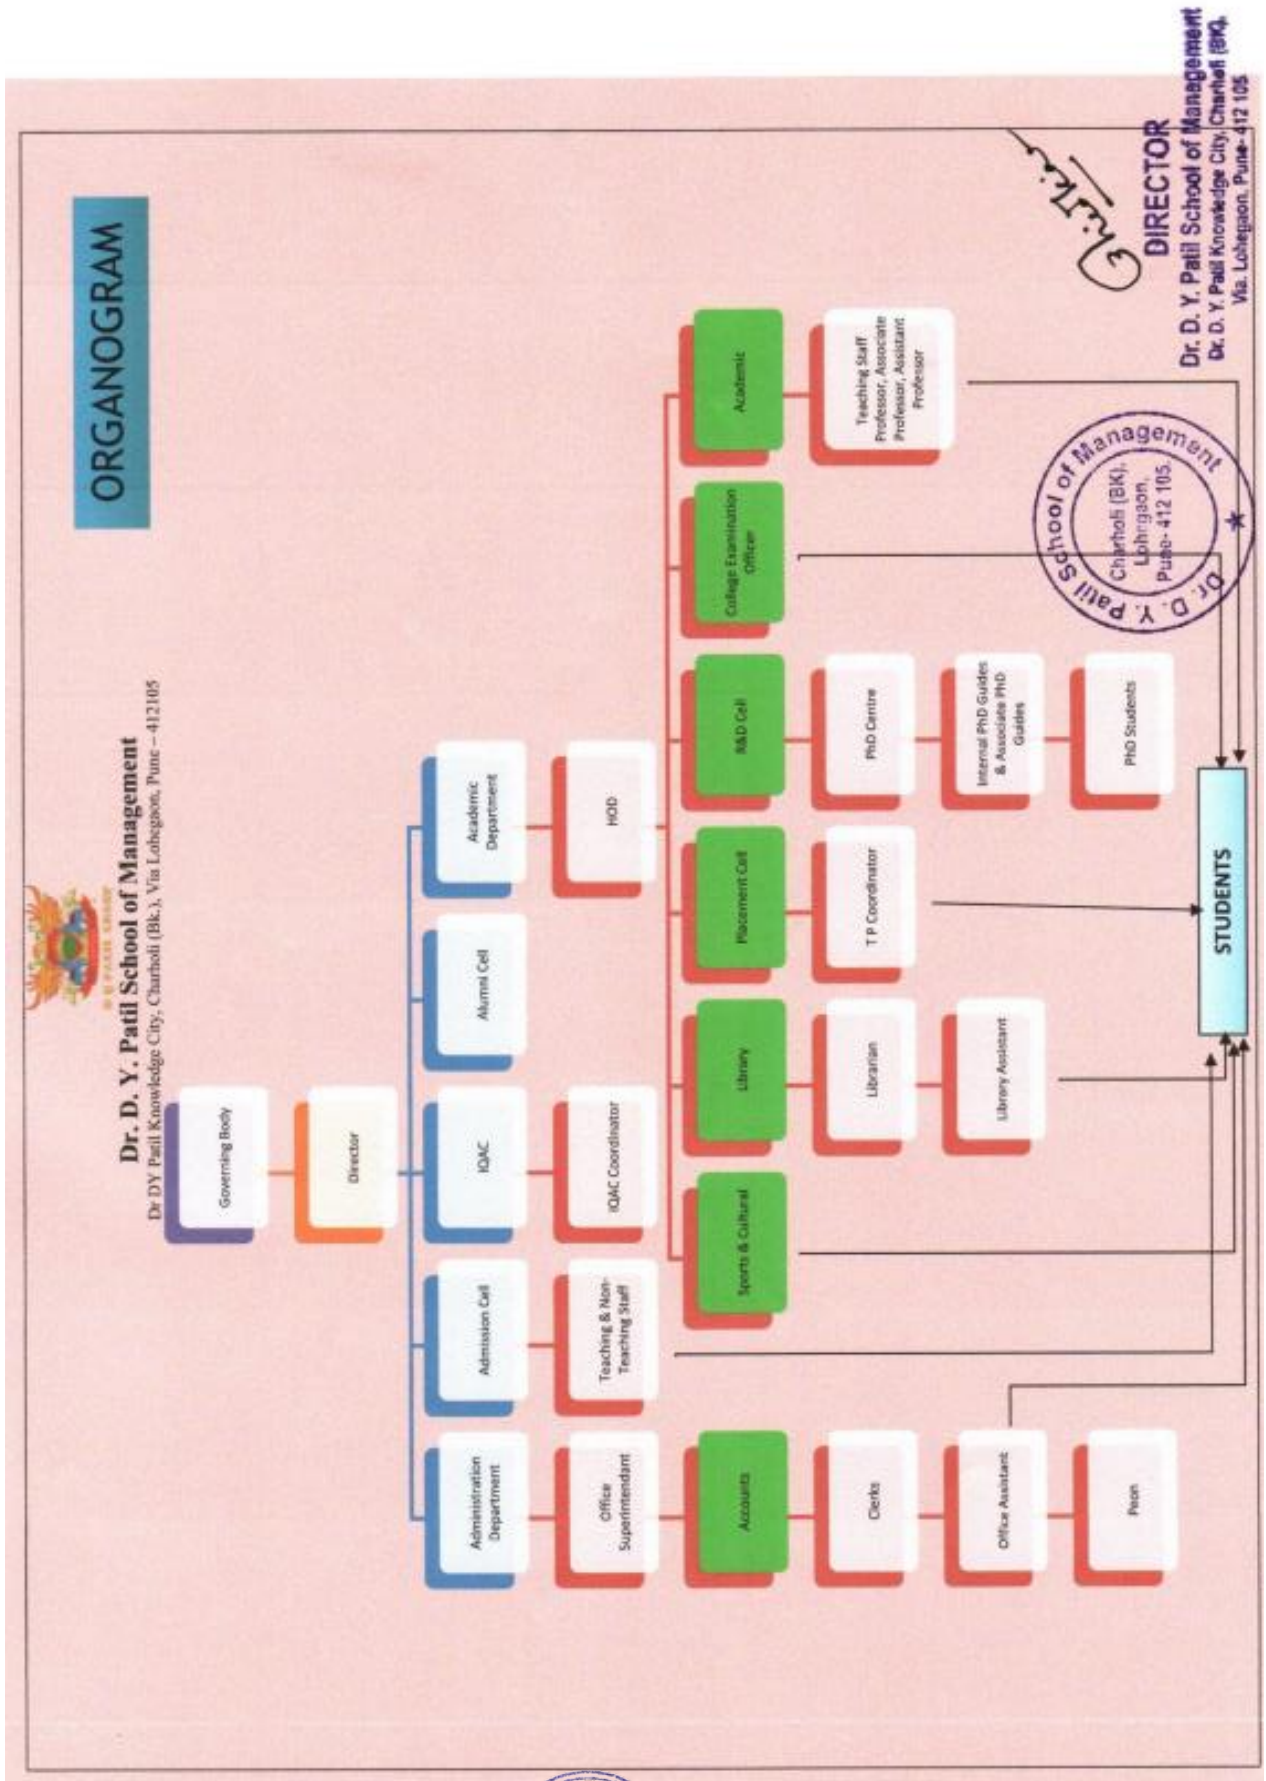 ORGANOGRAM
Dr. D. Y. Patil School of Management
Dr DY Patil Knowledge City, Charholi (Bk.), Via Lohegaon, Pune – 412105
Governing Body
Director
Administration
Department
Admission Cell
IQAC
Alumni Cell
Academic
Department
Office
Superintendant
Teaching & Non-
Teaching Staff
IQAC Coordinator
HOD
Accounts
Sports & Cultural
Library
Placement Cell
R&D Cell
College Examination
Officer
Academic
Clerks
Librarian
T P Coordinator
PhD Centre
Teaching Staff
Professor, Associate
Professor, Assistant
Professor
Office Assistant
Library Assistant
Internal PhD Guides
& Associate PhD
Guides
Peon
PhD Students
STUDENTS
Dr. D. Y. Patil School of Management
Charholi (BK),
Lohegaon,
Pune- 412 105.
DIRECTOR
Dr. D. Y. Patil School of Management
Dr. D. Y. Patil Knowledge City, Charholi (BK),
Via. Lohegaon, Pune- 412 105